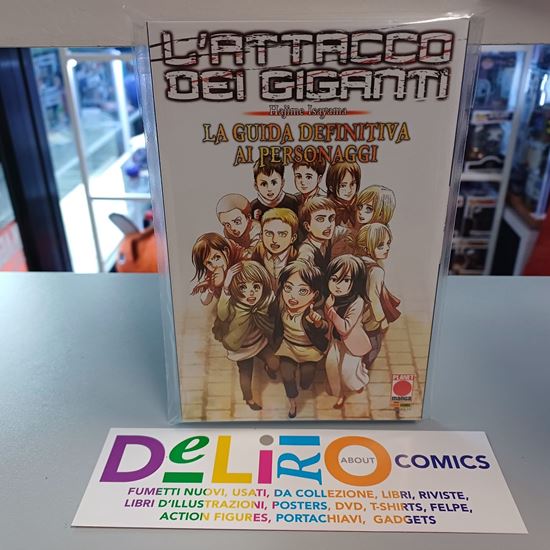 L'ATTACCO
DEI GIGANTI
Hajime Isayama
LA GUIDA DEFINITIVA
AI PERSONAGGI
PLANET
manga
DeLiRiO ABOUT COMICS
FUMETTI NUOVI, USATI, DA COLLEZIONE, LIBRI, RIVISTE,
LIBRI D'ILLUSTRAZIONI, POSTERS, DVD, T-SHIRTS, FELPE,
ACTION FIGURES, PORTACHIAVI, GADGETS